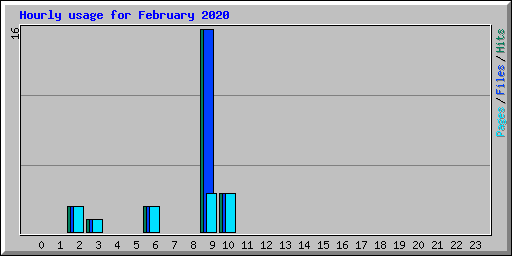 Hourly usage for February 2020
16
Pages/Files/Hits
0 1 2 3 4 5 6 7 8 9 10 11 12 13 14 15 16 17 18 19 20 21 22 23